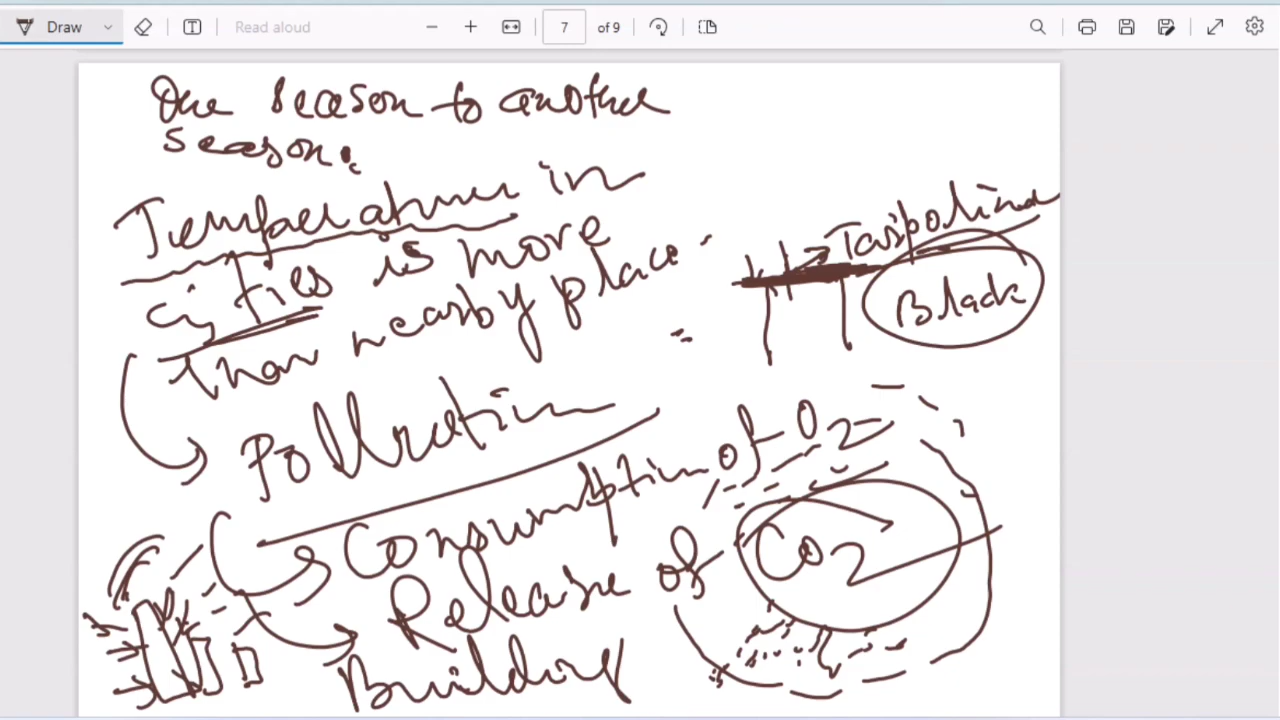 Draw
Read aloud
7
of 9
One season to another
season.
Temperature in
cities is more
Than nearby place
Black
Pollution
Consumption of O2
Release of CO2
Building